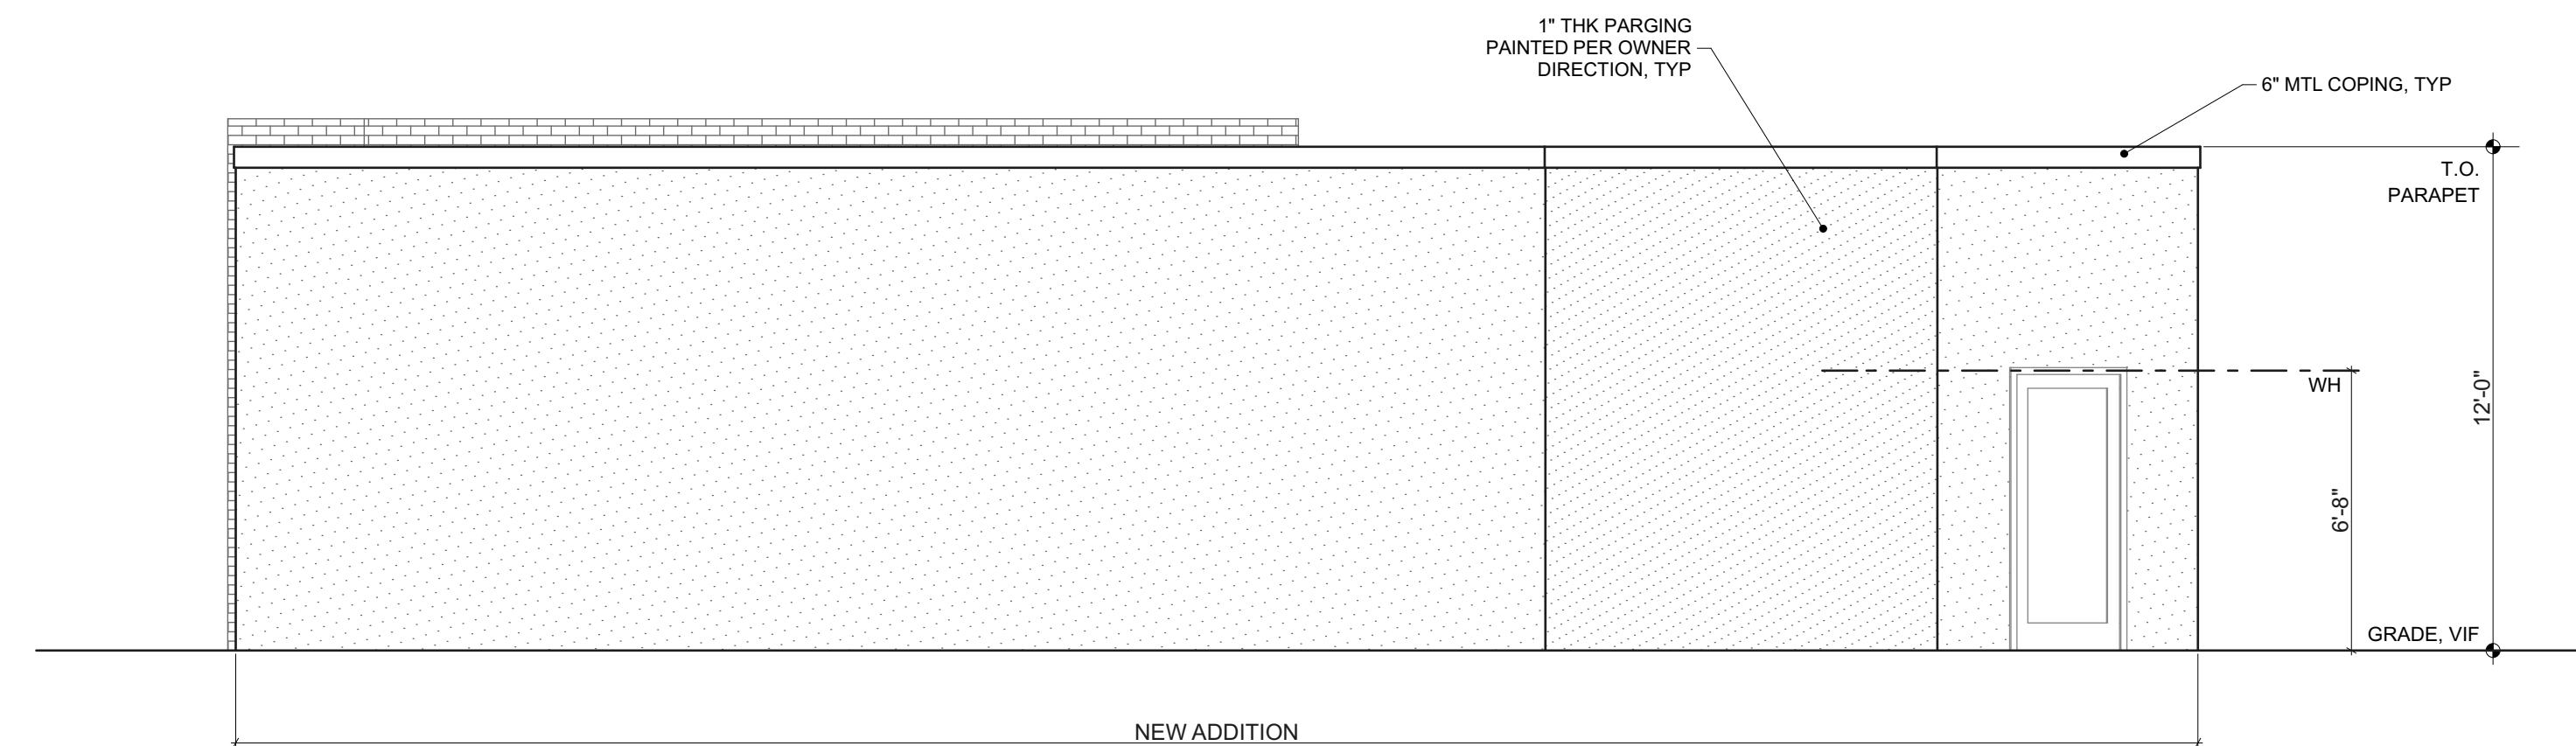 1" THK PARGING
PAINTED PER OWNER
DIRECTION, TYP
6" MTL COPING, TYP
T.O.
PARAPET
WH
12'-0"
6'-8"
GRADE, VIF
NEW ADDITION